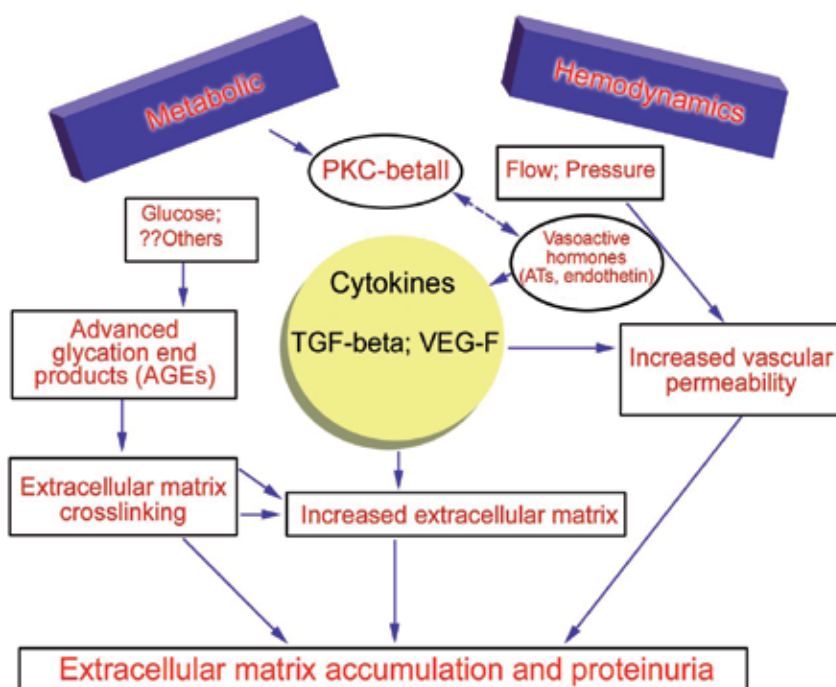 Metabolic
Hemodynamics
PKC-betaII
Flow; Pressure
Glucose;
??Others
Vasoactive
hormones
(ATs, endothetin)
Cytokines
TGF-beta; VEG-F
Advanced
glycation end
products (AGEs)
Increased vascular
permeability
Extracellular matrix
crosslinking
Increased extracellular matrix
Extracellular matrix accumulation and proteinuria